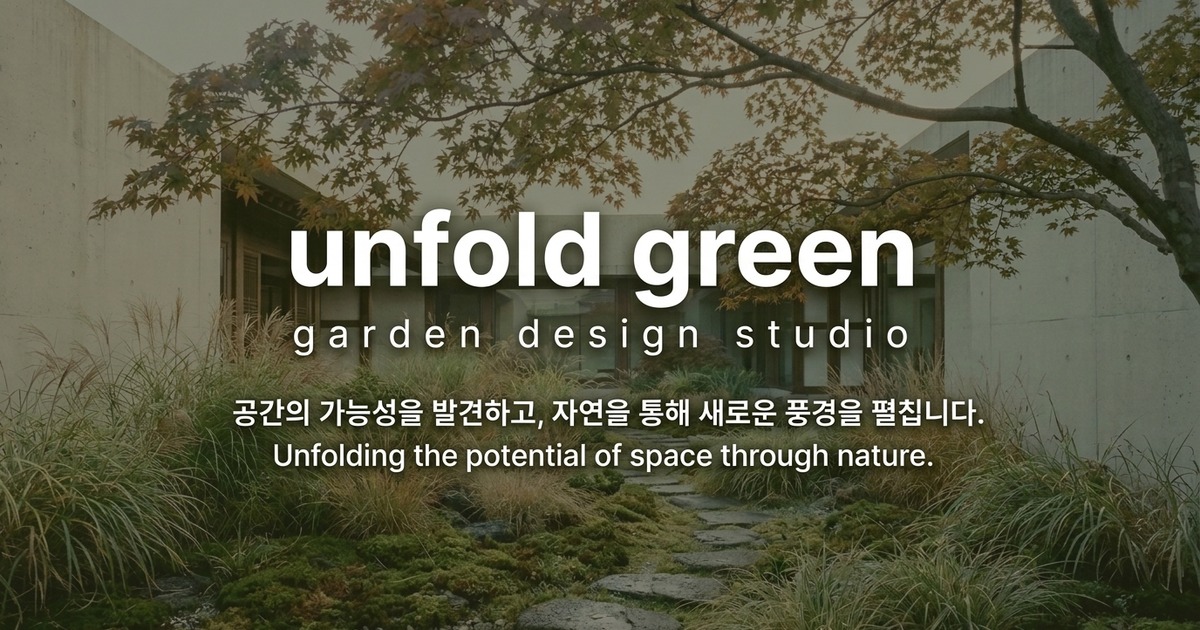 unfold green
garden design studio
공간의 가능성을 발견하고, 자연을 통해 새로운 풍경을 펼칩니다.
Unfolding the potential of space through nature.